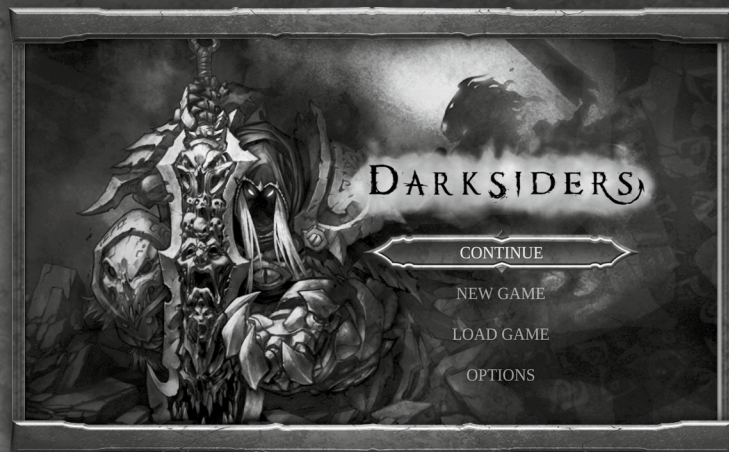 DARKSIDERS
CONTINUE
NEW GAME
LOAD GAME
OPTIONS